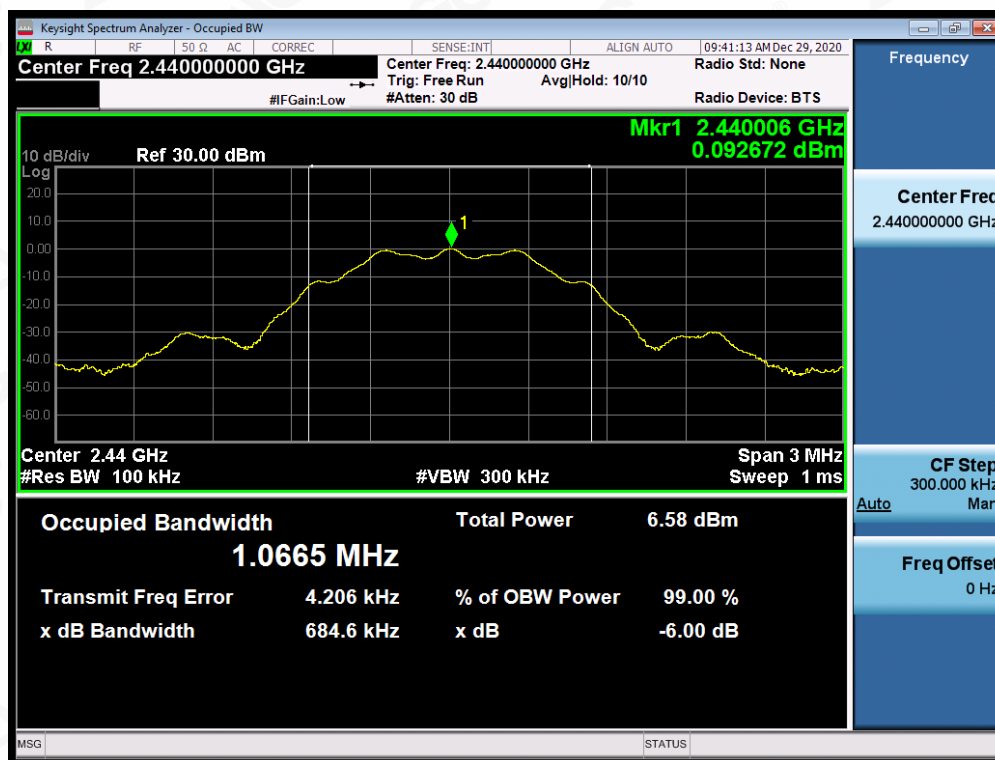 Keysight Spectrum Analyzer - Occupied BW
LXI R RF 50 Ω AC CORREC SENSE:INT ALIGN AUTO 09:41:13 AM Dec 29, 2020
Center Freq 2.440000000 GHz Center Freq: 2.440000000 GHz Radio Std: None
Trig: Free Run Avg|Hold: 10/10
#IFGain:Low #Atten: 30 dB Radio Device: BTS
Mkr1 2.440006 GHz
10 dB/div Ref 30.00 dBm 0.092672 dBm
Log
20.0
10.0
1
0.00
-10.0
-20.0
-30.0
-40.0
-50.0
-60.0
Center 2.44 GHz Span 3 MHz
#Res BW 100 kHz #VBW 300 kHz Sweep 1 ms
Occupied Bandwidth Total Power 6.58 dBm
1.0665 MHz
Transmit Freq Error 4.206 kHz % of OBW Power 99.00 %
x dB Bandwidth 684.6 kHz x dB -6.00 dB
MSG STATUS
Frequency
Center Freq
2.440000000 GHz
CF Step
300.000 kHz
Auto Man
Freq Offset
0 Hz